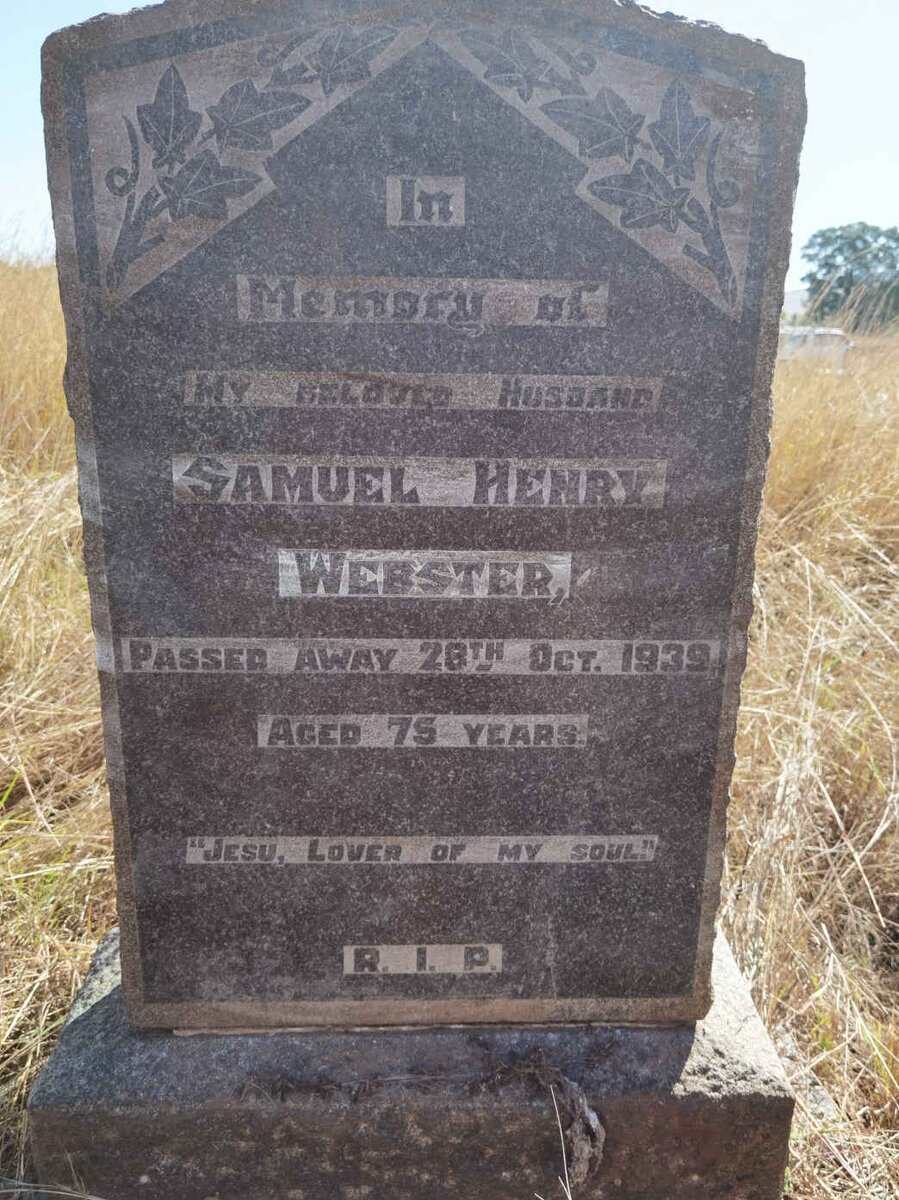 In
Memory of
MY BELOVED HUSBAND
SAMUEL HENRY
WEBSTER,
PASSED AWAY 28TH OCT. 1939
AGED 75 YEARS.
"JESU, LOVER OF MY SOUL."
R. I. P.